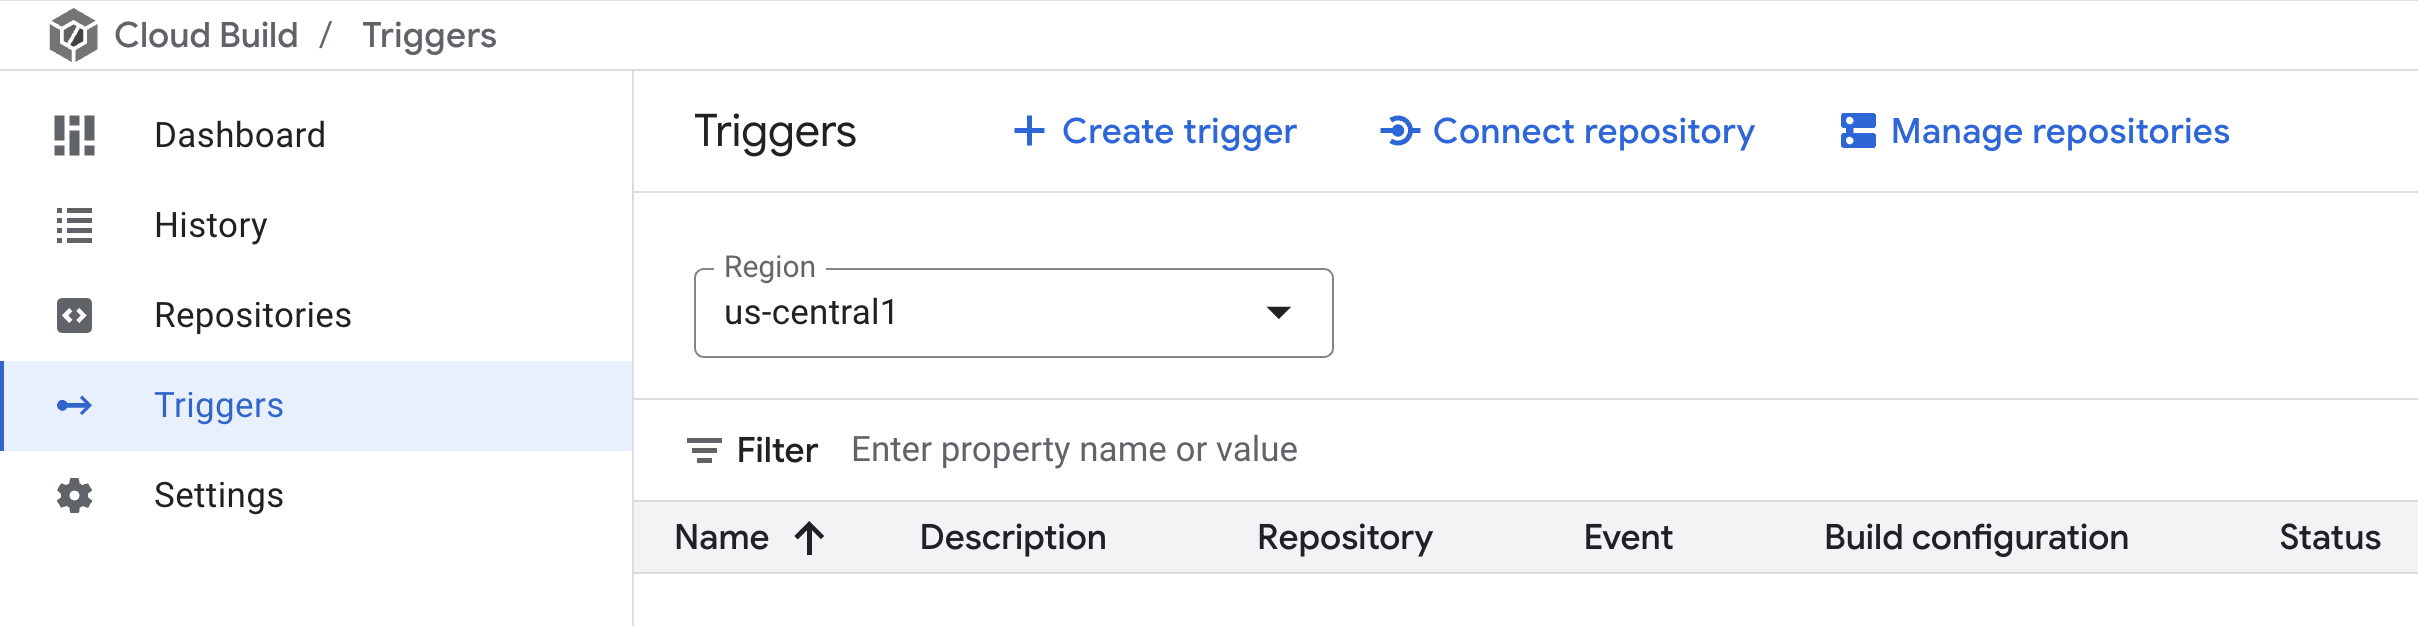 Cloud Build / Triggers
Dashboard
History
Repositories
Triggers
Settings
Triggers
Create trigger
Connect repository
Manage repositories
Region
us-central1
Filter Enter property name or value
Name Description Repository Event Build configuration Status